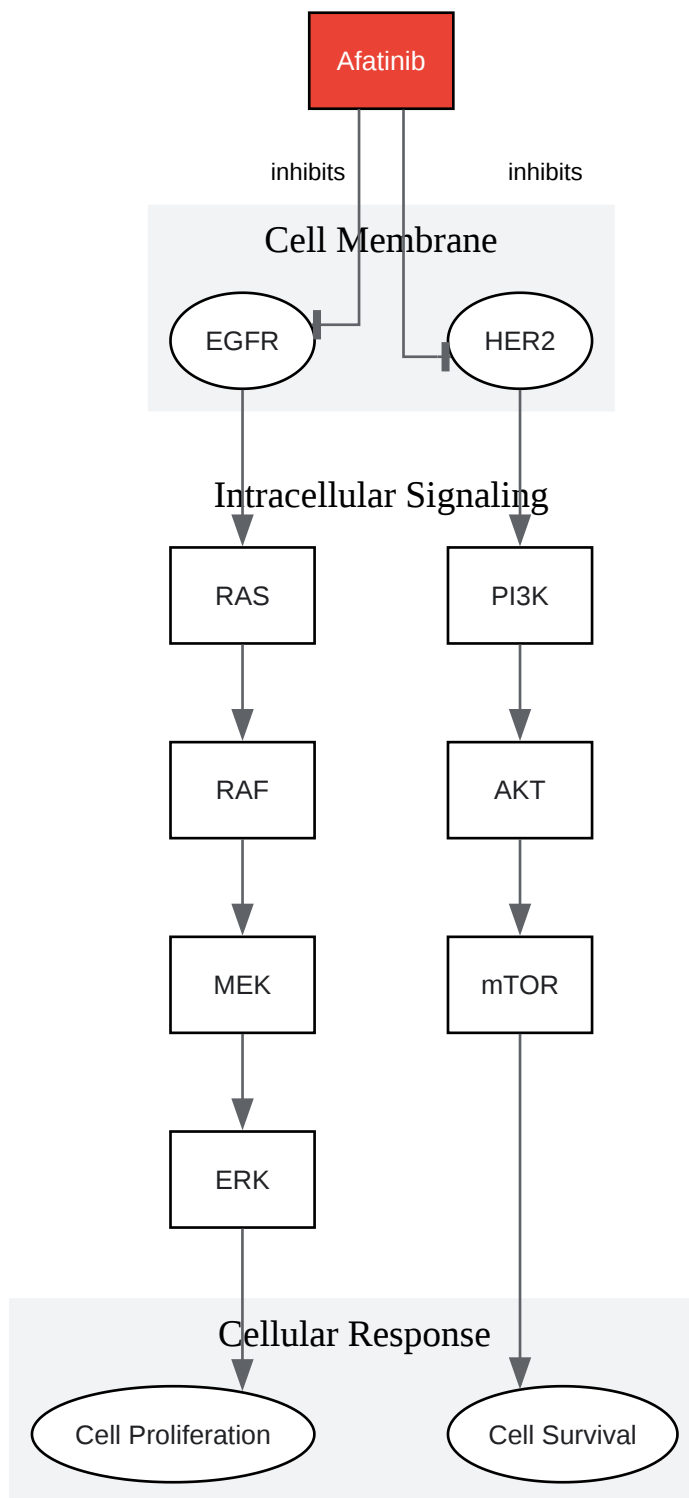 Afatinib
inhibits
inhibits
Cell Membrane
EGFR
HER2
Intracellular Signaling
RAS
PI3K
RAF
AKT
MEK
mTOR
ERK
Cellular Response
Cell Proliferation
Cell Survival